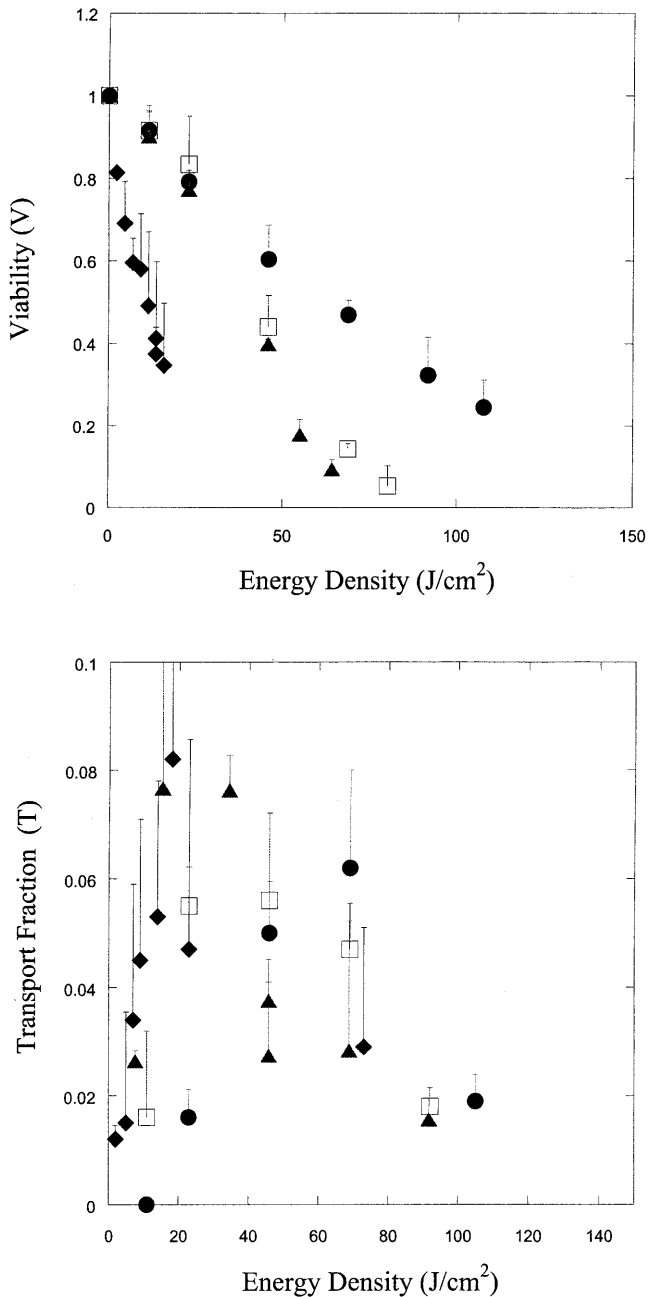 1.2
1
0.8
0.6
0.4
0.2
0
Viability (V)
0 50 100 150
Energy Density (J/cm²)
0.1
0.08
0.06
0.04
0.02
0
Transport Fraction (T)
0 20 40 60 80 100 120 140
Energy Density (J/cm²)